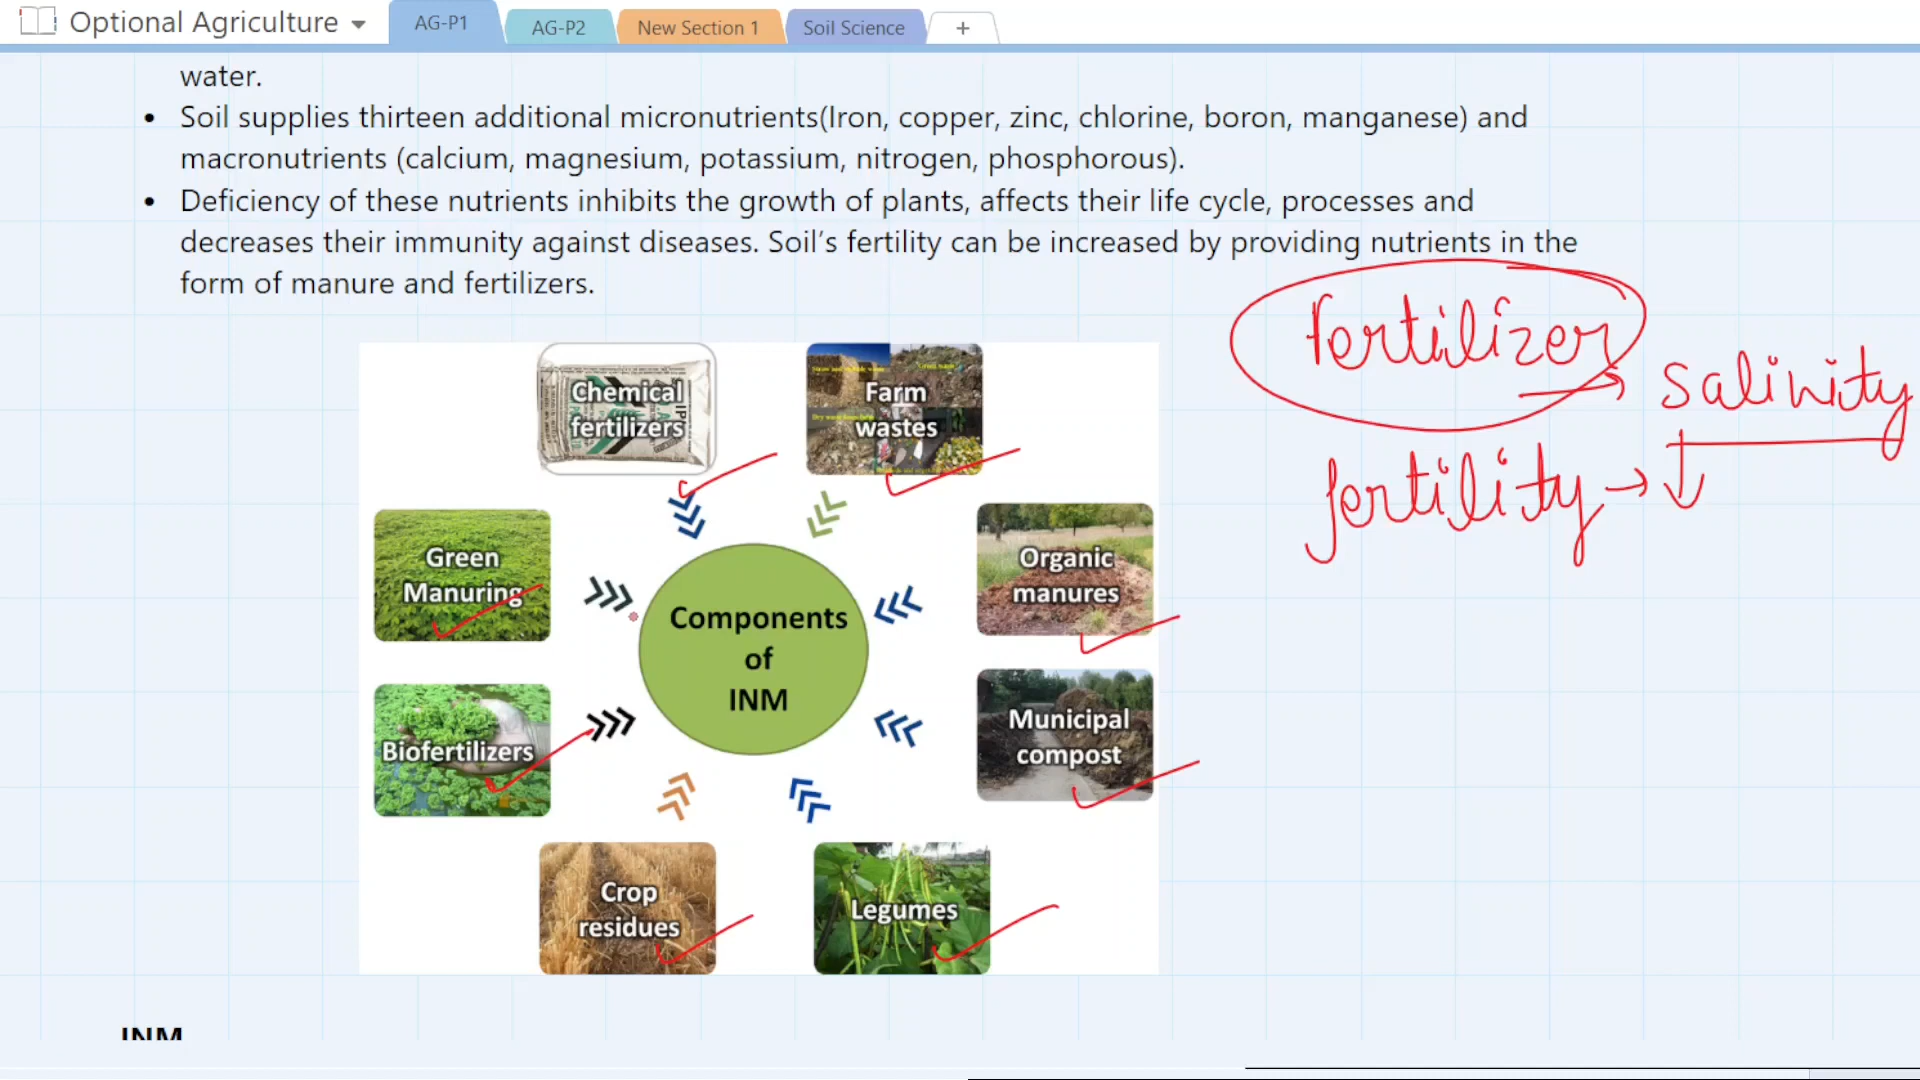 Optional Agriculture
AG-P1
AG-P2
New Section 1
Soil Science
+
water.
• Soil supplies thirteen additional micronutrients(Iron, copper, zinc, chlorine, boron, manganese) and
macronutrients (calcium, magnesium, potassium, nitrogen, phosphorous).
• Deficiency of these nutrients inhibits the growth of plants, affects their life cycle, processes and
decreases their immunity against diseases. Soil's fertility can be increased by providing nutrients in the
form of manure and fertilizers.
fertilizer
→ salinity
fertility → ↓
Chemical
fertilizers
Farm
wastes
Green
Manuring
Organic
manures
Components
of
INM
Biofertilizers
Municipal
compost
Crop
residues
Legumes
INM